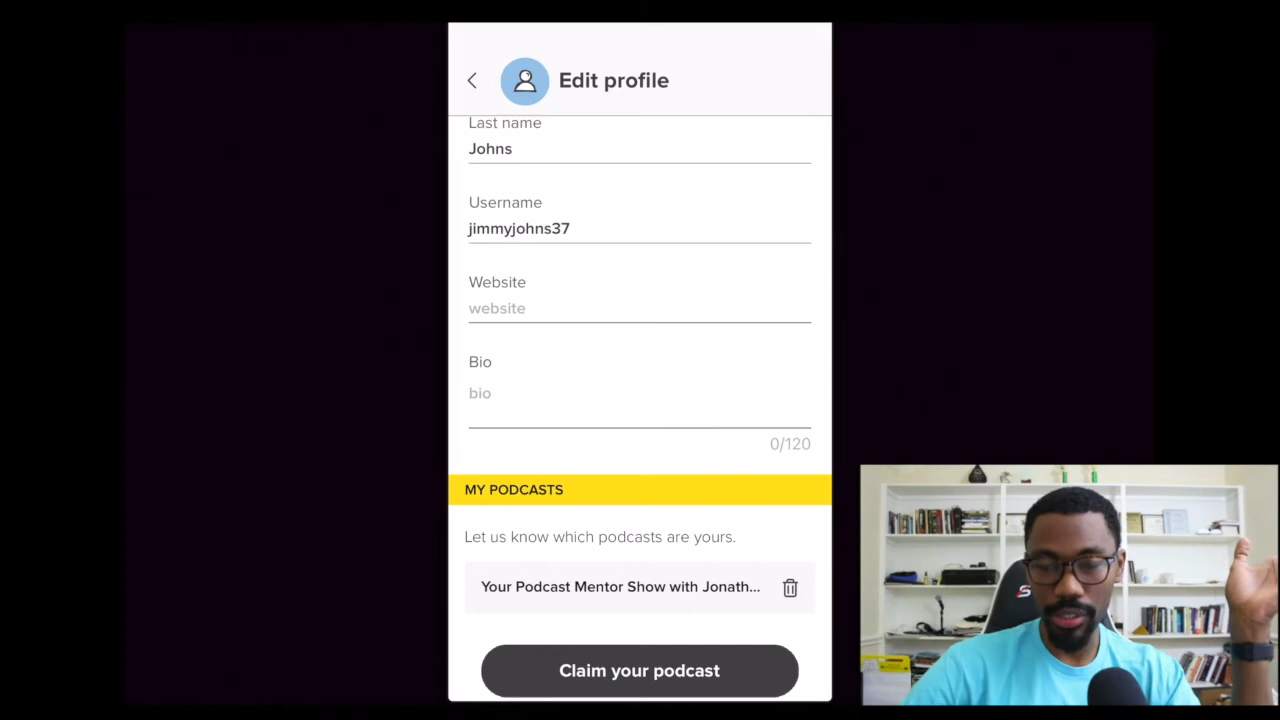 Edit profile
Last name
Johns
Username
jimmyjohns37
Website
website
Bio
bio
0/120
MY PODCASTS
Let us know which podcasts are yours.
Your Podcast Mentor Show with Jonath...
Claim your podcast